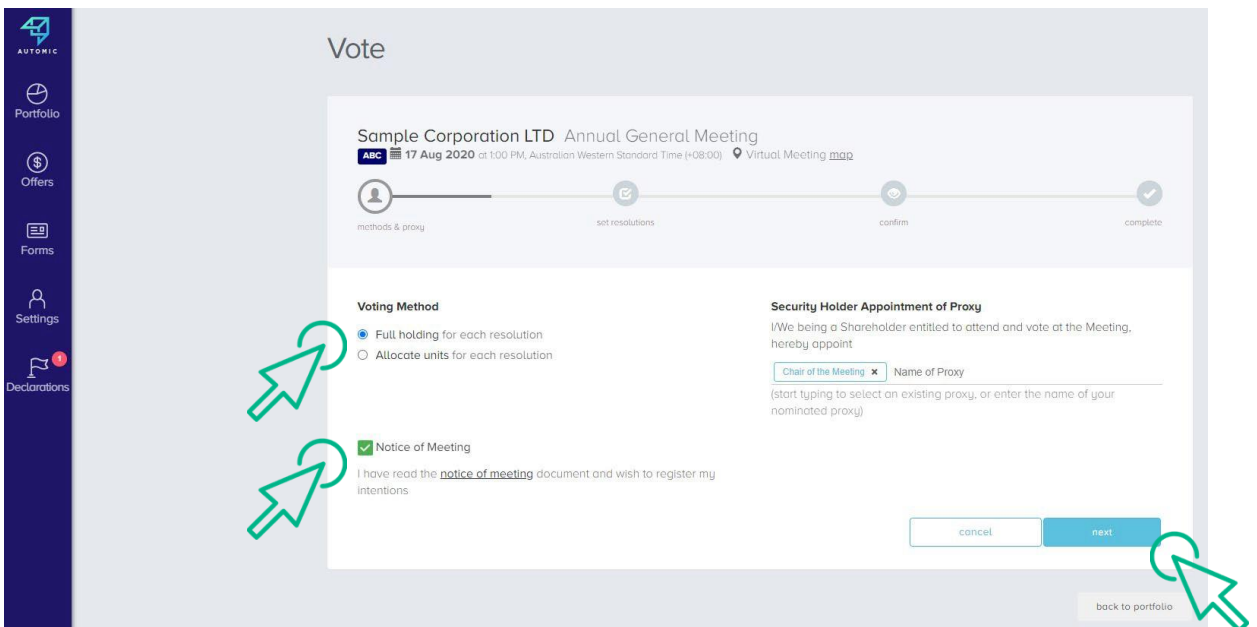 AUTOMIC
Portfolio
Offers
Forms
Settings
1
Declarations
Vote
Sample Corporation LTD Annual General Meeting
ABC 17 Aug 2020 at 1:00 PM, Australian Western Standard Time (+08:00) Virtual Meeting map
methods & proxy set resolutions confirm complete
Voting Method
Full holding for each resolution
Allocate units for each resolution
Security Holder Appointment of Proxy
I/We being a Shareholder entitled to attend and vote at the Meeting,
hereby appoint
Chair of the Meeting x Name of Proxy
(start typing to select an existing proxy, or enter the name of your
nominated proxy)
Notice of Meeting
I have read the notice of meeting document and wish to register my
intentions
cancel next
back to portfolio